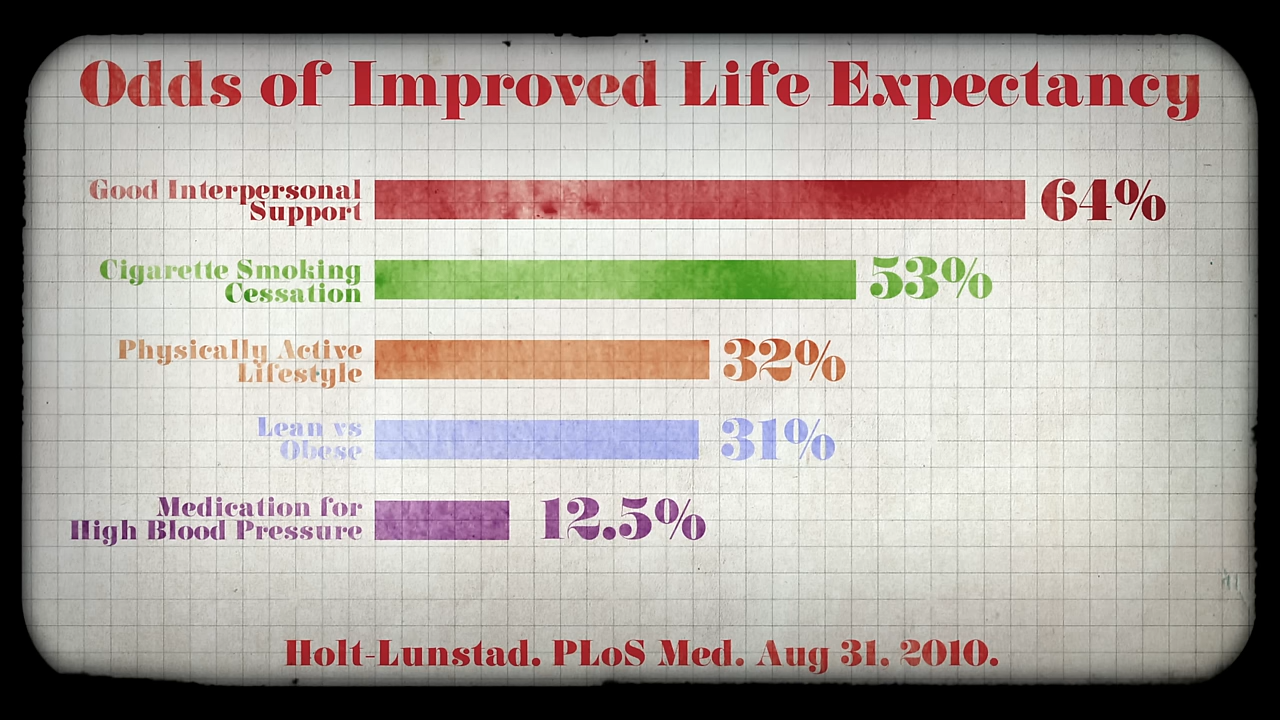 Odds of Improved Life Expectancy
Good Interpersonal
Support
64%
Cigarette Smoking
Cessation
53%
Physically Active
Lifestyle
32%
Lean vs
Obese
31%
Medication for
High Blood Pressure
12.5%
Holt-Lunstad. PLoS Med. Aug 31. 2010.